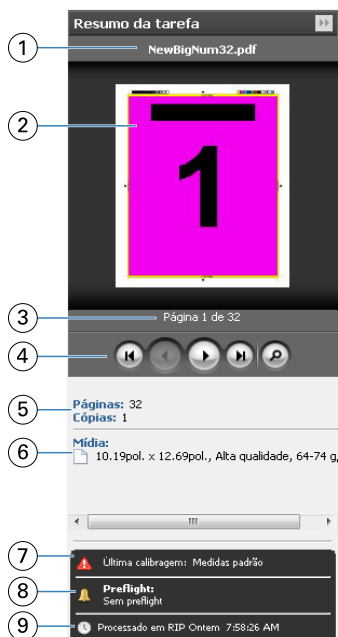 Resumo da tarefa
1
NewBigNum32.pdf
2
1
3
Página 1 de 32
4
5
Páginas: 32
Cópias: 1
6
Mídia:
10.19pol. x 12.69pol., Alta qualidade, 64-74 g,
7
Última calibragem: Medidas padrão
8
Preflight:
Sem preflight
9
Processado em RIP Ontem 7:58:26 AM